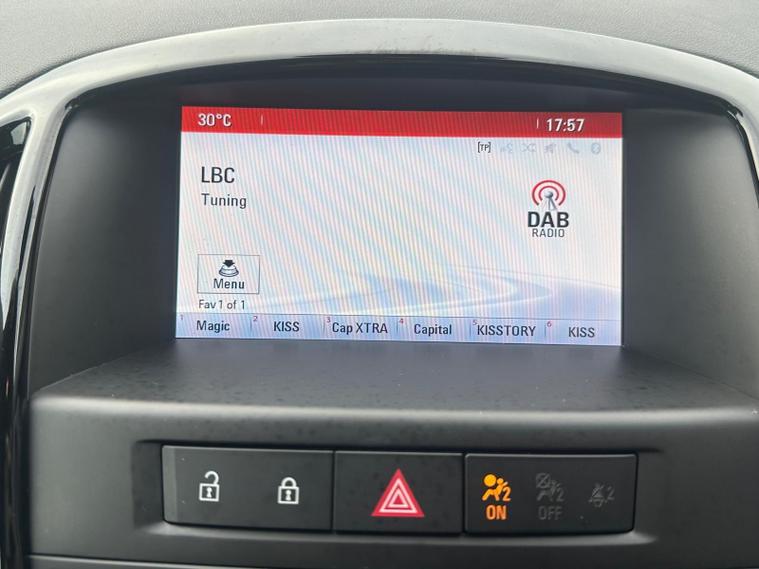 30°C 17:57
[TP]
LBC
Tuning
DAB
RADIO
Menu
Fav 1 of 1
1 Magic 2 KISS 3 Cap XTRA 4 Capital 5 KISSTORY 6 KISS
2 2 2
ON OFF